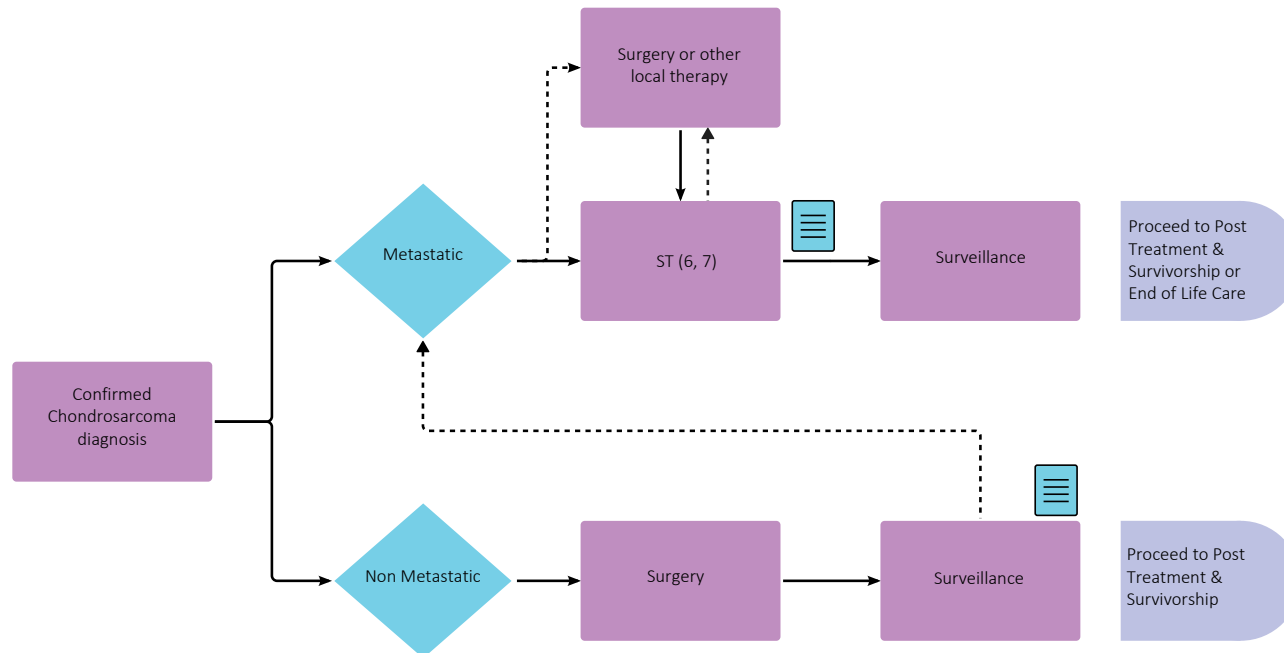 Surgery or other
local therapy
Metastatic
ST (6, 7)
Surveillance
Proceed to Post
Treatment &
Survivorship or
End of Life Care
Confirmed
Chondrosarcoma
diagnosis
Non Metastatic
Surgery
Surveillance
Proceed to Post
Treatment &
Survivorship